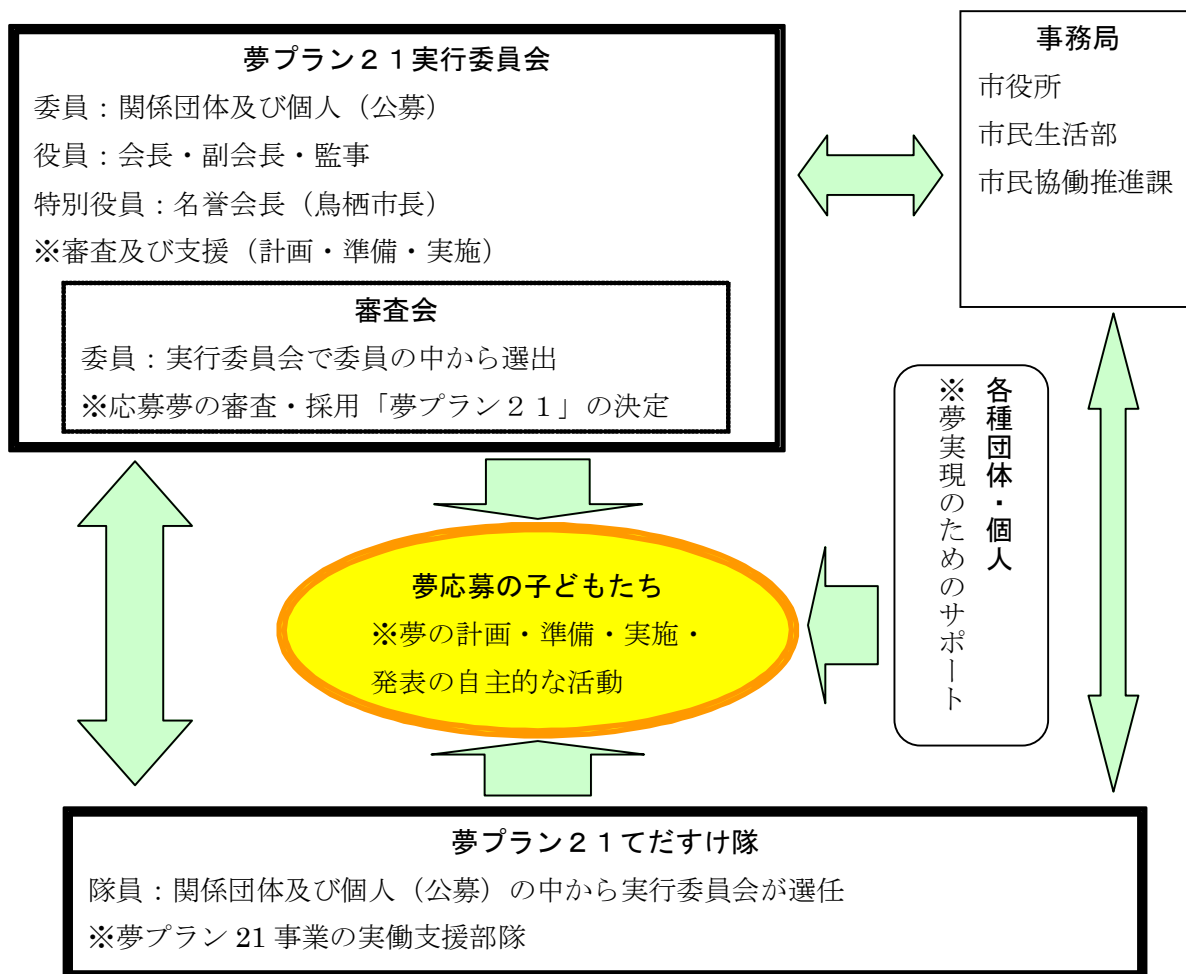 夢プラン２１実行委員会
委員：関係団体及び個人（公募）
役員：会長・副会長・監事
特別役員：名誉会長（鳥栖市長）
※審査及び支援（計画・準備・実施）
審査会
委員：実行委員会で委員の中から選出
※応募夢の審査・採用「夢プラン２１」の決定
事務局
市役所
市民生活部
市民協働推進課
各種団体・個人
※夢実現のためのサポート
夢応募の子どもたち
※夢の計画・準備・実施・
発表の自主的な活動
夢プラン２１てだすけ隊
隊員：関係団体及び個人（公募）の中から実行委員会が選任
※夢プラン 21 事業の実働支援部隊